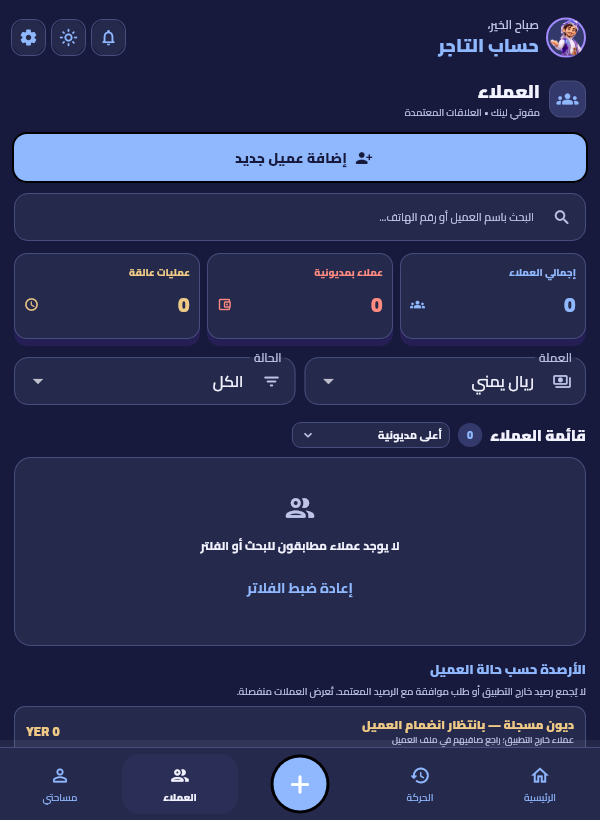 صباح الخير،
حساب التاجر
العملاء
مقوتي لينك • العلاقات المعتمدة
إضافة عميل جديد
البحث باسم العميل أو رقم الهاتف...
إجمالي العملاء
0
عملاء بمديونية
0
عمليات عالقة
0
العملة
ريال يمني
الحالة
الكل
قائمة العملاء
0
أعلى مديونية
لا يوجد عملاء مطابقون للبحث أو الفلتر
إعادة ضبط الفلاتر
الأرصدة حسب حالة العميل
لا يُجمع رصيد خارج التطبيق أو طلب موافقة مع الرصيد المعتمد. تُعرض العملات منفصلة.
ديون مسجلة — بانتظار انضمام العميل
YER 0
عملاء خارج التطبيق؛ راجع صافيهم في ملف العميل
الرئيسية
الحركة
العملاء
مساحتي